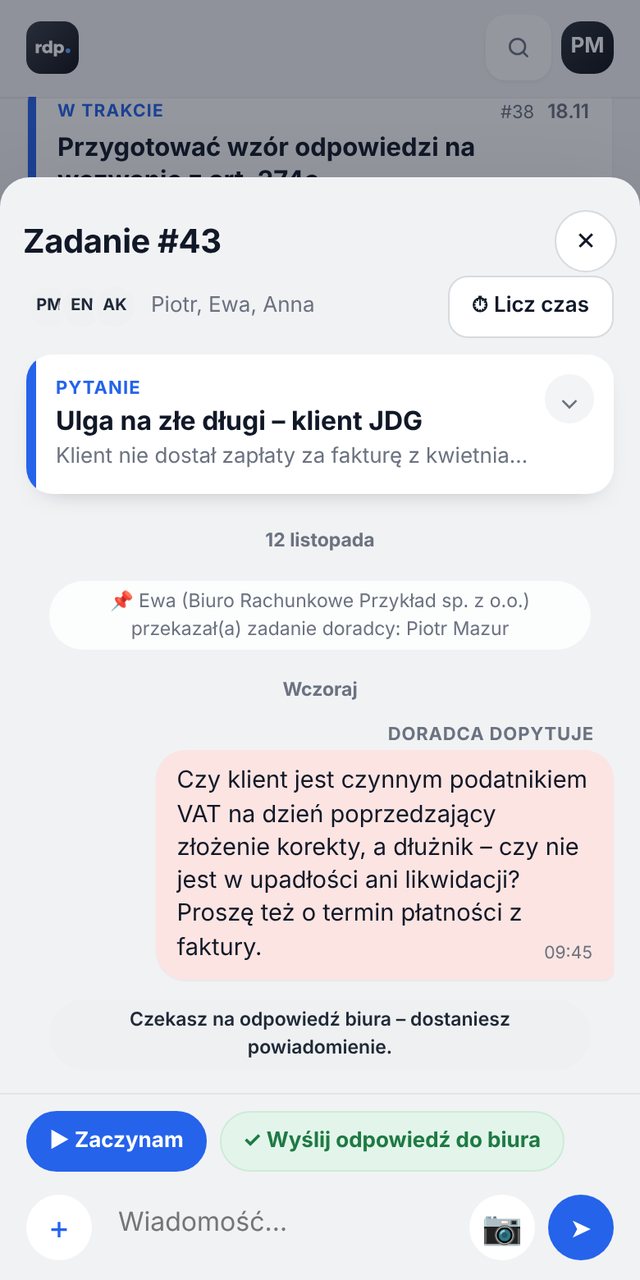 rdp.
PM
W TRAKCIE
#38 18.11
Przygotować wzór odpowiedzi na
Zadanie #43
PM EN AK Piotr, Ewa, Anna
Licz czas
PYTANIE
Ulga na złe długi – klient JDG
Klient nie dostał zapłaty za fakturę z kwietnia...
12 listopada
📌 Ewa (Biuro Rachunkowe Przykład sp. z o.o.)
przekazał(a) zadanie doradcy: Piotr Mazur
Wczoraj
DORADCA DOPYTUJE
Czy klient jest czynnym podatnikiem
VAT na dzień poprzedzający
złożenie korekty, a dłużnik – czy nie
jest w upadłości ani likwidacji?
Proszę też o termin płatności z
faktury.
09:45
Czekasz na odpowiedź biura – dostaniesz
powiadomienie.
▶ Zaczynam
✓ Wyślij odpowiedź do biura
+ Wiadomość...